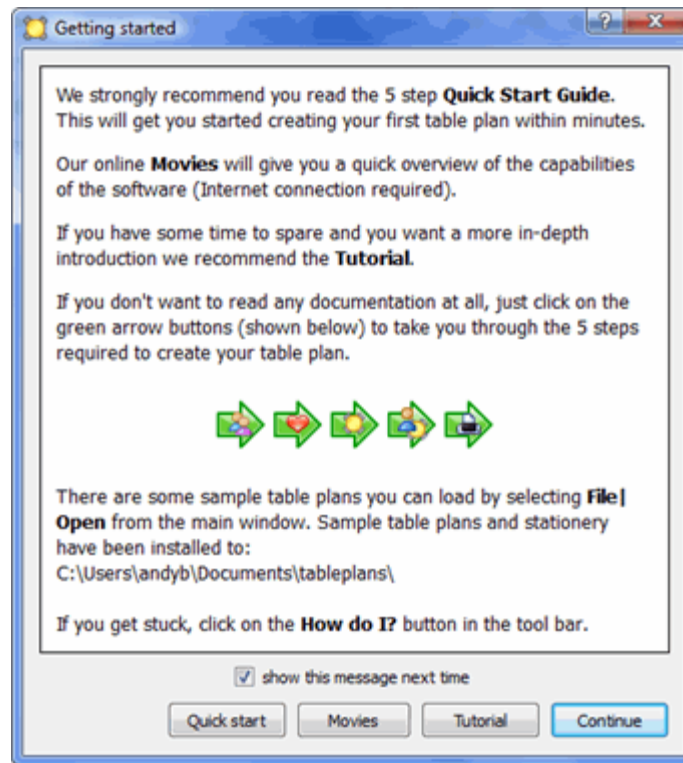 Getting started
We strongly recommend you read the 5 step Quick Start Guide.
This will get you started creating your first table plan within minutes.
Our online Movies will give you a quick overview of the capabilities
of the software (Internet connection required).
If you have some time to spare and you want a more in-depth
introduction we recommend the Tutorial.
If you don't want to read any documentation at all, just click on the
green arrow buttons (shown below) to take you through the 5 steps
required to create your table plan.
There are some sample table plans you can load by selecting File|
Open from the main window. Sample table plans and stationery
have been installed to:
C:\Users\andyb\Documents\tableplans\
If you get stuck, click on the How do I? button in the tool bar.
show this message next time
Quick start Movies Tutorial Continue